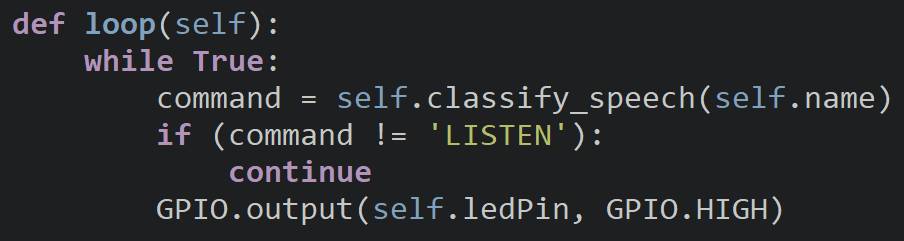 def loop(self):
    while True:
        command = self.classify_speech(self.name)
        if (command != 'LISTEN'):
            continue
        GPIO.output(self.ledPin, GPIO.HIGH)